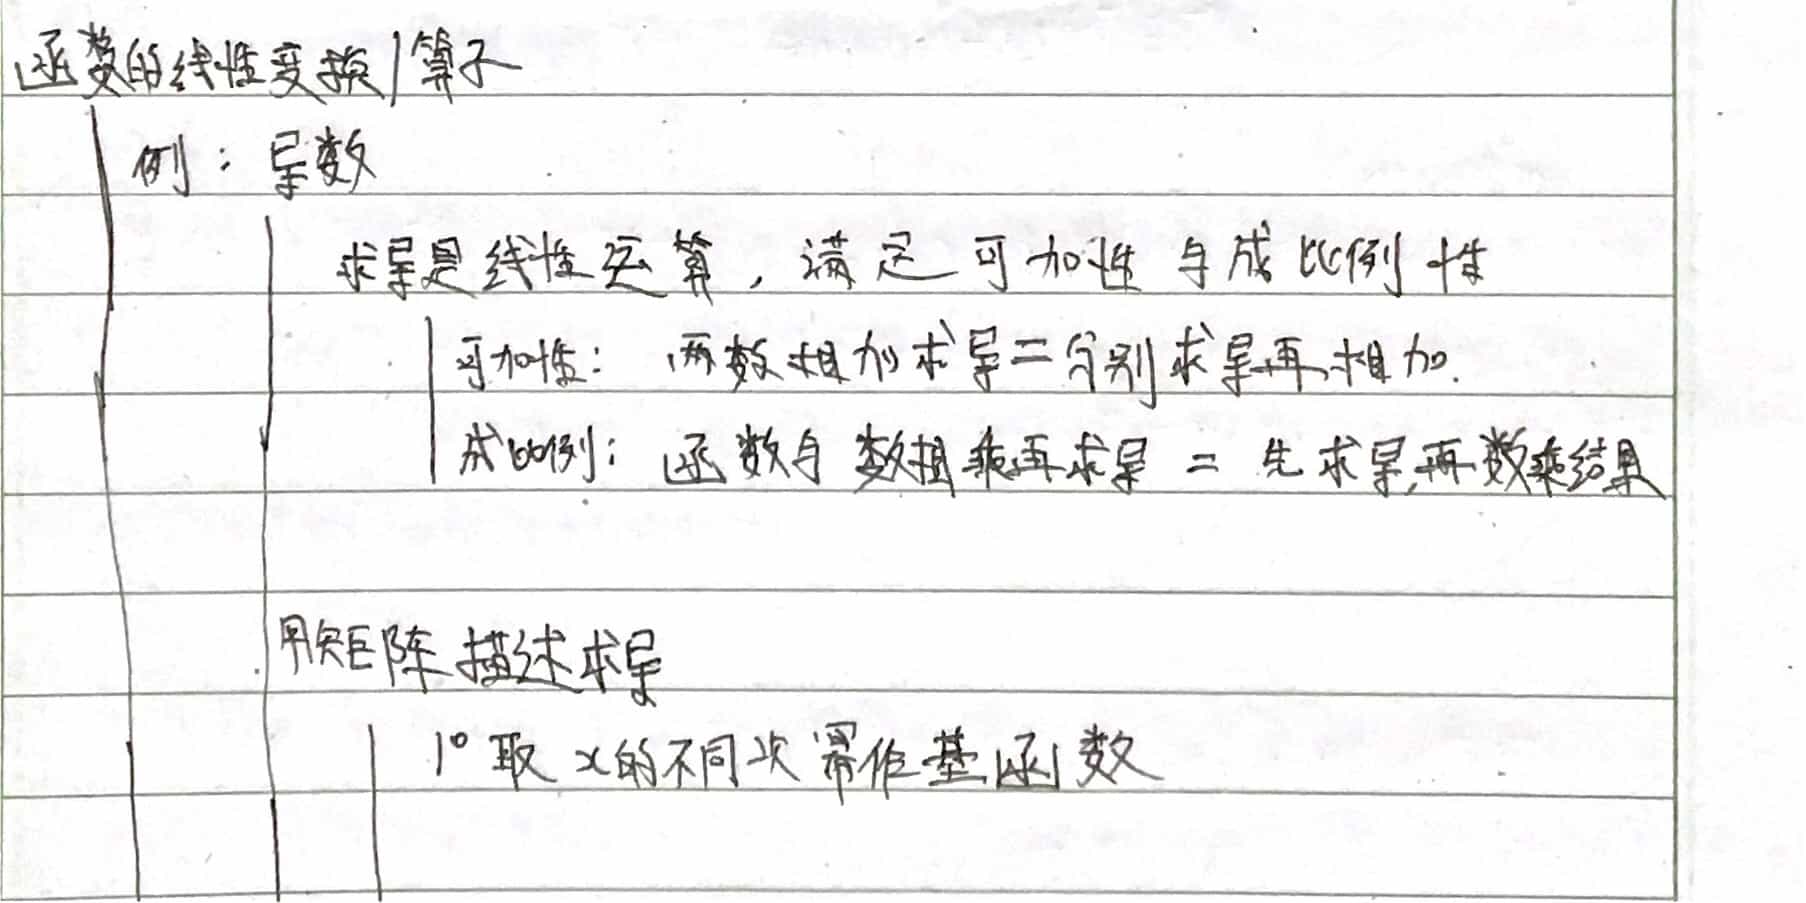 函数的线性变换/算子
例：导数
求导是线性运算，满足可加性与成比例性
可加性：两数相加求导=分别求导再相加.
成比例：函数与数相乘再求导 = 先求导,再数乘结果
用矩阵描述求导
1° 取x的不同次幂作基函数